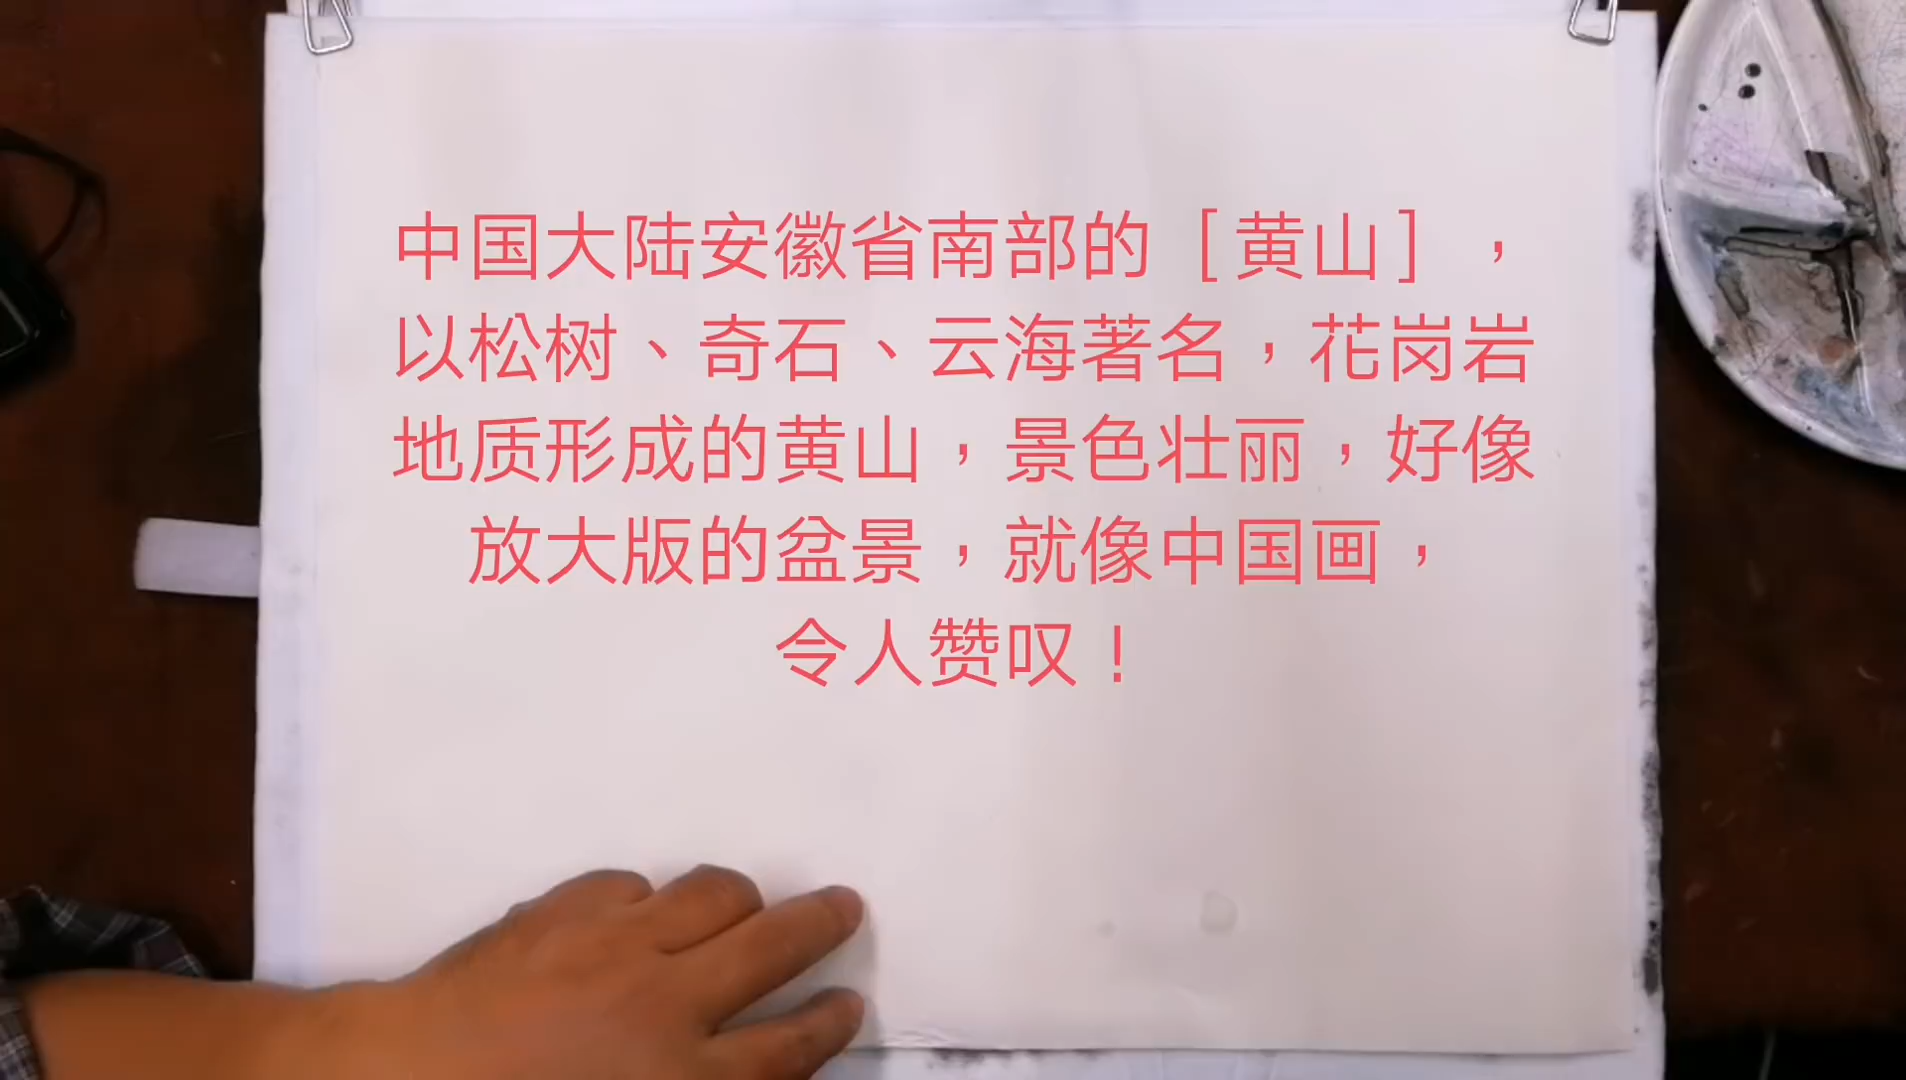 中国大陆安徽省南部的［黄山］，
以松树、奇石、云海著名，花岗岩
地质形成的黄山，景色壮丽，好像
放大版的盆景，就像中国画，
令人赞叹！